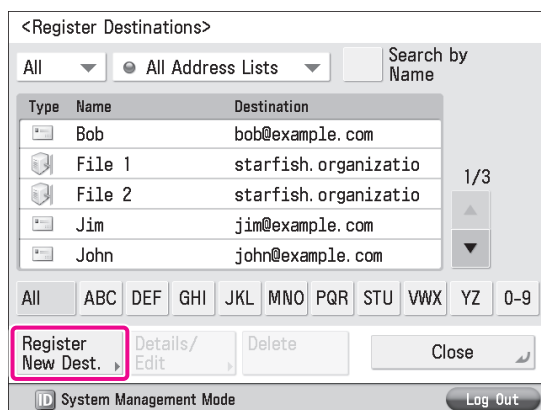 <Register Destinations>
All All Address Lists Search by Name
Type Name Destination
Bob bob@example.com
File 1 starfish.organizatio
File 2 starfish.organizatio
1/3
Jim jim@example.com
John john@example.com
All ABC DEF GHI JKL MNO PQR STU VWX YZ 0-9
Register New Dest. Details/Edit Delete Close
ID System Management Mode Log Out